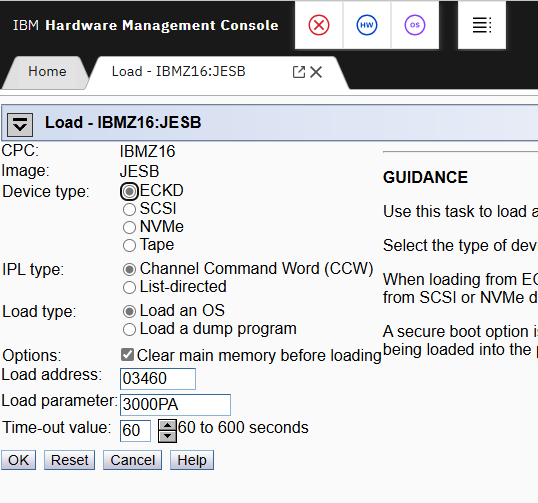 IBM Hardware Management Console
HW
OS
Home
Load - IBMZ16:JESB
Load - IBMZ16:JESB
CPC: IBMZ16
Image: JESB
Device type: ECKD
SCSI
NVMe
Tape
IPL type: Channel Command Word (CCW)
List-directed
Load type: Load an OS
Load a dump program
Options: Clear main memory before loading
Load address: 03460
Load parameter: 3000PA
Time-out value: 60 60 to 600 seconds
OK Reset Cancel Help
GUIDANCE
Use this task to load a
Select the type of dev
When loading from EC
from SCSI or NVMe d
A secure boot option i
being loaded into the